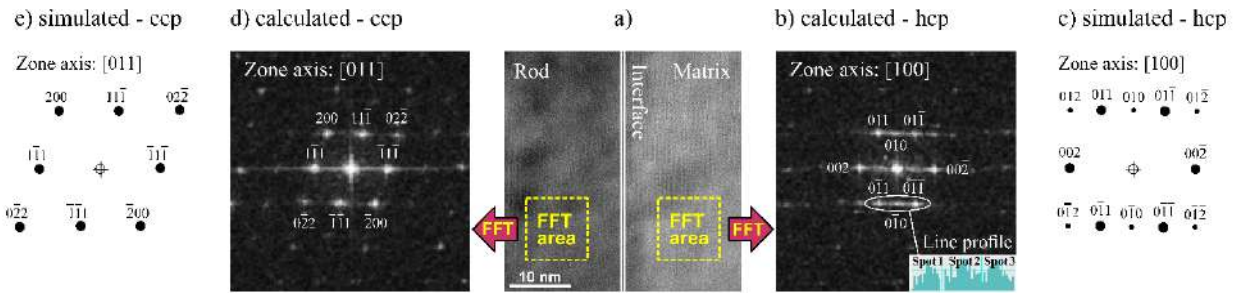 e) simulated - ccp
Zone axis: [011]
200 111̅ 02̅2̅
1̅11 1̅11̅
02̅2 1̅1̅1 2̅00
d) calculated - ccp
Zone axis: [011]
200 11̅1̅ 02̅2̅
1̅11 1̅11̅
02̅2 1̅1̅1 2̅00
a)
Rod
Interface
Matrix
FFT area
FFT area
FFT
FFT
10 nm
b) calculated - hcp
Zone axis: [100]
011 011̅
010
002 002̅
01̅1 01̅1̅
01̅0
Line profile
Spot 1 Spot 2 Spot 3
c) simulated - hcp
Zone axis: [100]
012 011 010 011̅ 012̅
002 002̅
01̅2 01̅1 01̅0 01̅1̅ 01̅2̅